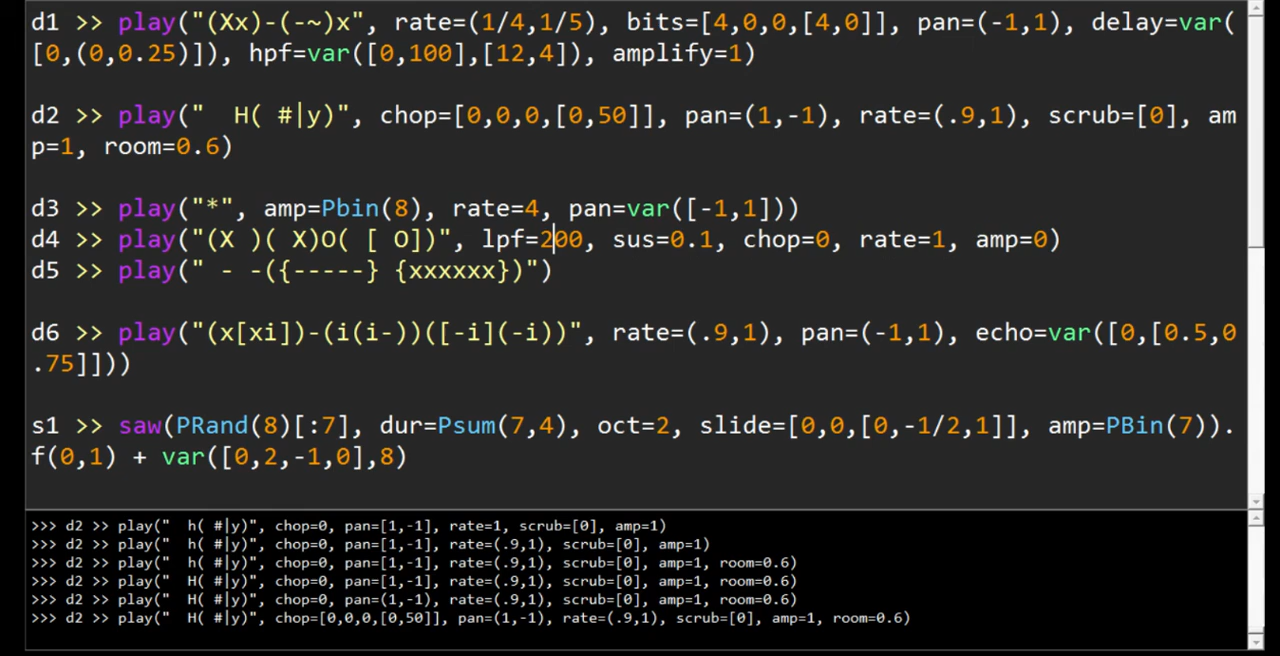 d1 >> play("(Xx)-(-~)x", rate=(1/4,1/5), bits=[4,0,0,[4,0]], pan=(-1,1), delay=var(
[0,(0,0.25)]), hpf=var([0,100],[12,4]), amplify=1)
d2 >> play("  H( #|y)", chop=[0,0,0,[0,50]], pan=(1,-1), rate=(.9,1), scrub=[0], am
p=1, room=0.6)
d3 >> play("*", amp=Pbin(8), rate=4, pan=var([-1,1]))
d4 >> play("(X )( X)O( [ O])", lpf=200, sus=0.1, chop=0, rate=1, amp=0)
d5 >> play(" - -({-----} {xxxxxx})")
d6 >> play("(x[xi])-(i(i-))([-i](-i))", rate=(.9,1), pan=(-1,1), echo=var([0,[0.5,0
.75]]))
s1 >> saw(PRand(8)[:7], dur=Psum(7,4), oct=2, slide=[0,0,[0,-1/2,1]], amp=PBin(7)).
f(0,1) + var([0,2,-1,0],8)
>>> d2 >> play("  h( #|y)", chop=0, pan=[1,-1], rate=1, scrub=[0], amp=1)
>>> d2 >> play("  h( #|y)", chop=0, pan=[1,-1], rate=(.9,1), scrub=[0], amp=1)
>>> d2 >> play("  h( #|y)", chop=0, pan=[1,-1], rate=(.9,1), scrub=[0], amp=1, room=0.6)
>>> d2 >> play("  H( #|y)", chop=0, pan=[1,-1], rate=(.9,1), scrub=[0], amp=1, room=0.6)
>>> d2 >> play("  H( #|y)", chop=0, pan=(1,-1), rate=(.9,1), scrub=[0], amp=1, room=0.6)
>>> d2 >> play("  H( #|y)", chop=[0,0,0,[0,50]], pan=(1,-1), rate=(.9,1), scrub=[0], amp=1, room=0.6)